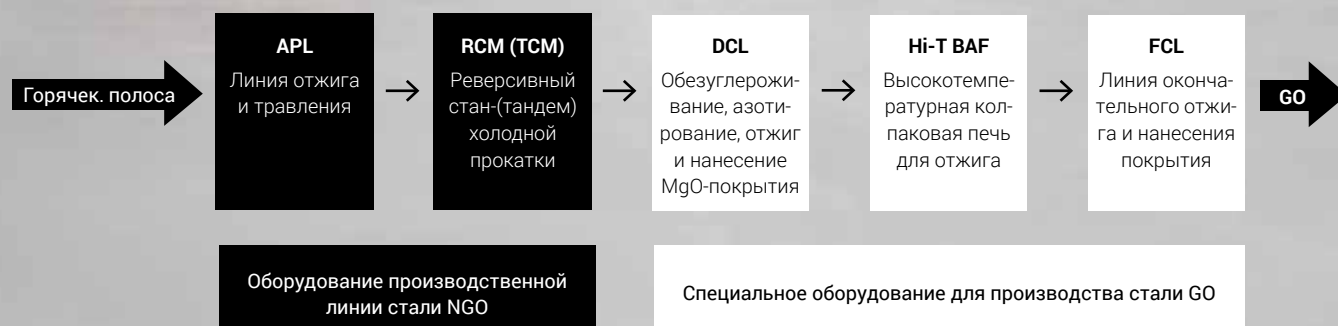 Горячек. полоса
APL
Линия отжига
и травления
→
RCM (TCM)
Реверсивный
стан-(тандем)
холодной
прокатки
→
DCL
Обезуглерожи-
вание, азоти-
рование, отжиг
и нанесение
MgO-покрытия
→
Hi-T BAF
Высокотемпе-
ратурная кол-
паковая печь
для отжига
→
FCL
Линия оконча-
тельного отжи-
га и нанесения
покрытия
GO
Оборудование производственной
линии стали NGO
Специальное оборудование для производства стали GO